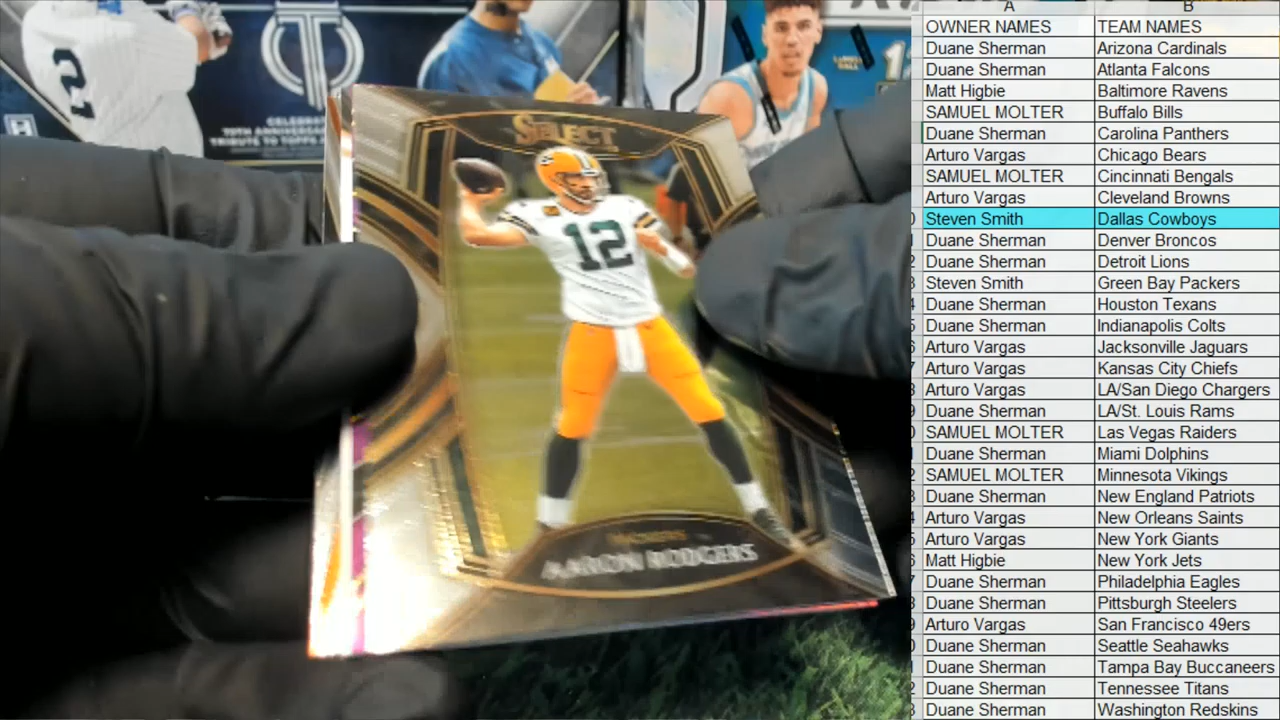 2
CELEBRATE
70TH ANNIVERSARY
TRIBUTE TO TOPPS
SELECT
12
PACKERS
AARON RODGERS
A B
OWNER NAMES TEAM NAMES
Duane Sherman Arizona Cardinals
Duane Sherman Atlanta Falcons
Matt Higbie Baltimore Ravens
SAMUEL MOLTER Buffalo Bills
Duane Sherman Carolina Panthers
Arturo Vargas Chicago Bears
SAMUEL MOLTER Cincinnati Bengals
Arturo Vargas Cleveland Browns
Steven Smith Dallas Cowboys
Duane Sherman Denver Broncos
Duane Sherman Detroit Lions
Steven Smith Green Bay Packers
Duane Sherman Houston Texans
Duane Sherman Indianapolis Colts
Arturo Vargas Jacksonville Jaguars
Arturo Vargas Kansas City Chiefs
Arturo Vargas LA/San Diego Chargers
Duane Sherman LA/St. Louis Rams
SAMUEL MOLTER Las Vegas Raiders
Duane Sherman Miami Dolphins
SAMUEL MOLTER Minnesota Vikings
Duane Sherman New England Patriots
Arturo Vargas New Orleans Saints
Arturo Vargas New York Giants
Matt Higbie New York Jets
Duane Sherman Philadelphia Eagles
Duane Sherman Pittsburgh Steelers
Arturo Vargas San Francisco 49ers
Duane Sherman Seattle Seahawks
Duane Sherman Tampa Bay Buccaneers
Duane Sherman Tennessee Titans
Duane Sherman Washington Redskins